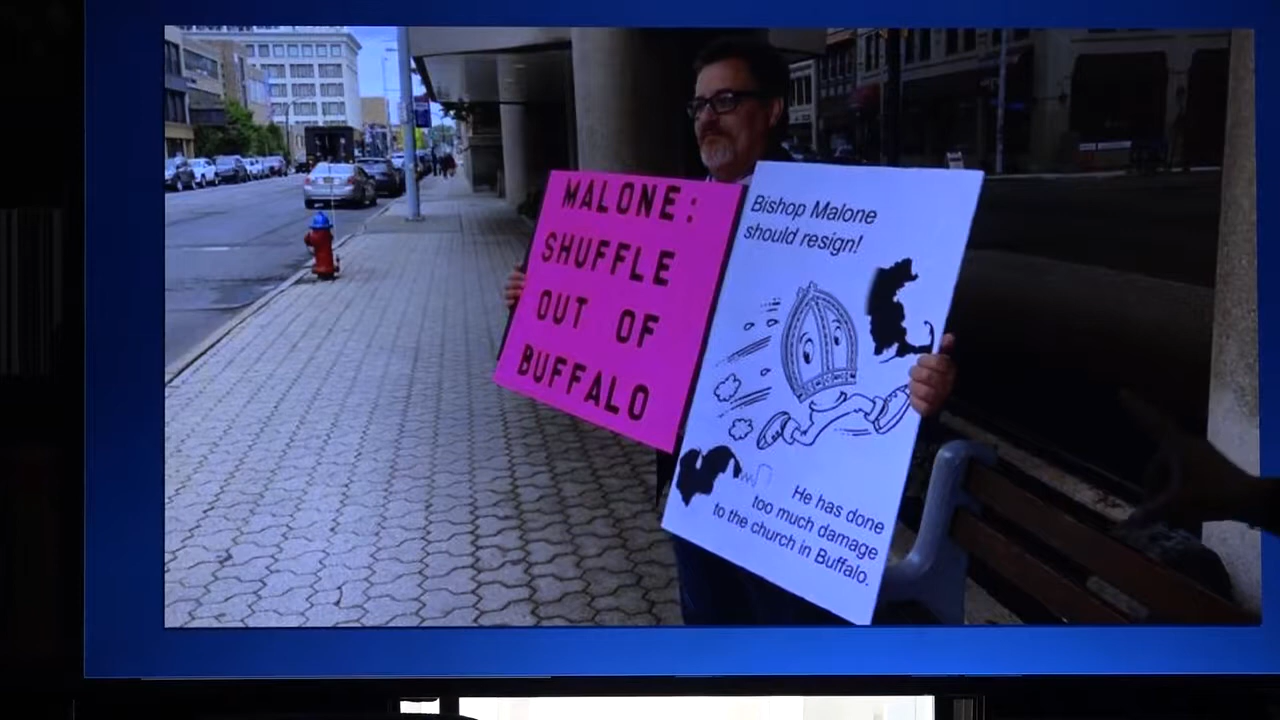 MALONE:
SHUFFLE
OUT OF
BUFFALO
Bishop Malone
should resign!
He has done
too much damage
to the church in Buffalo.